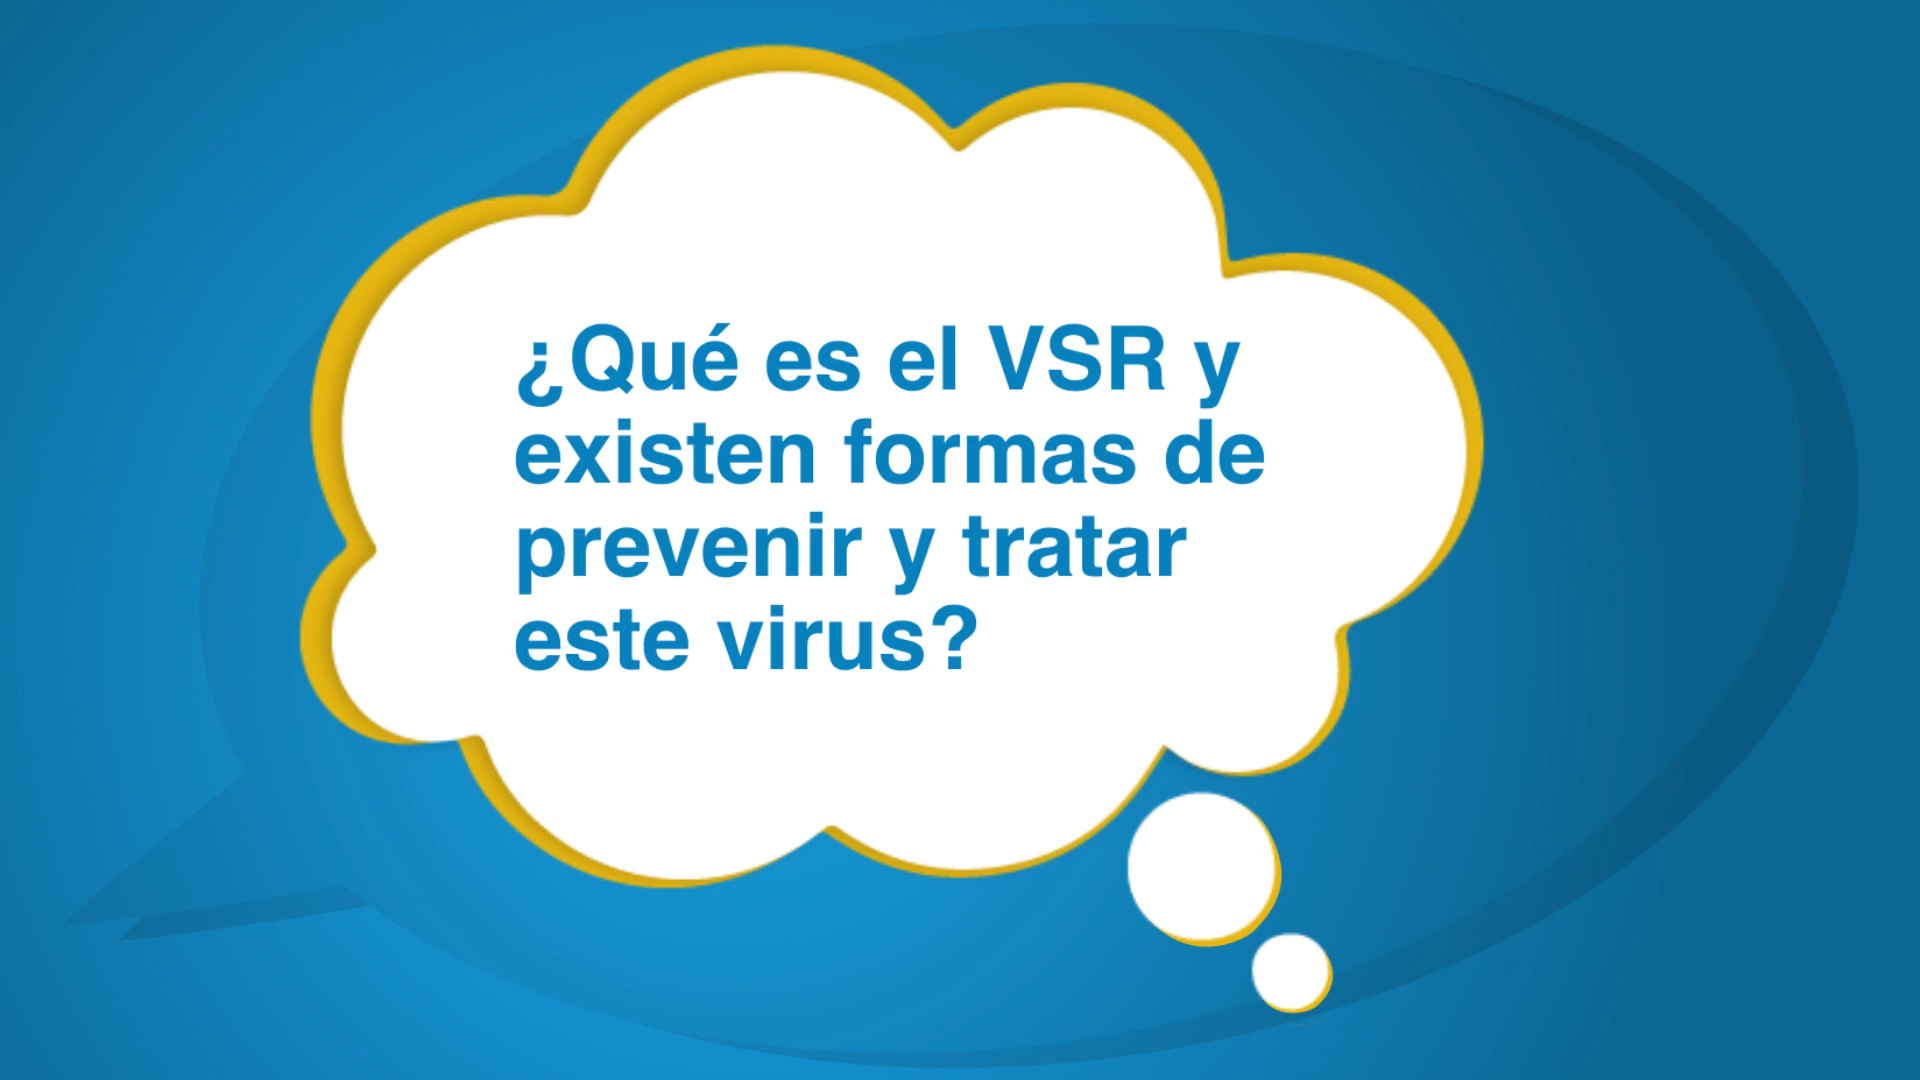 ¿Qué es el VSR y
existen formas de
prevenir y tratar
este virus?